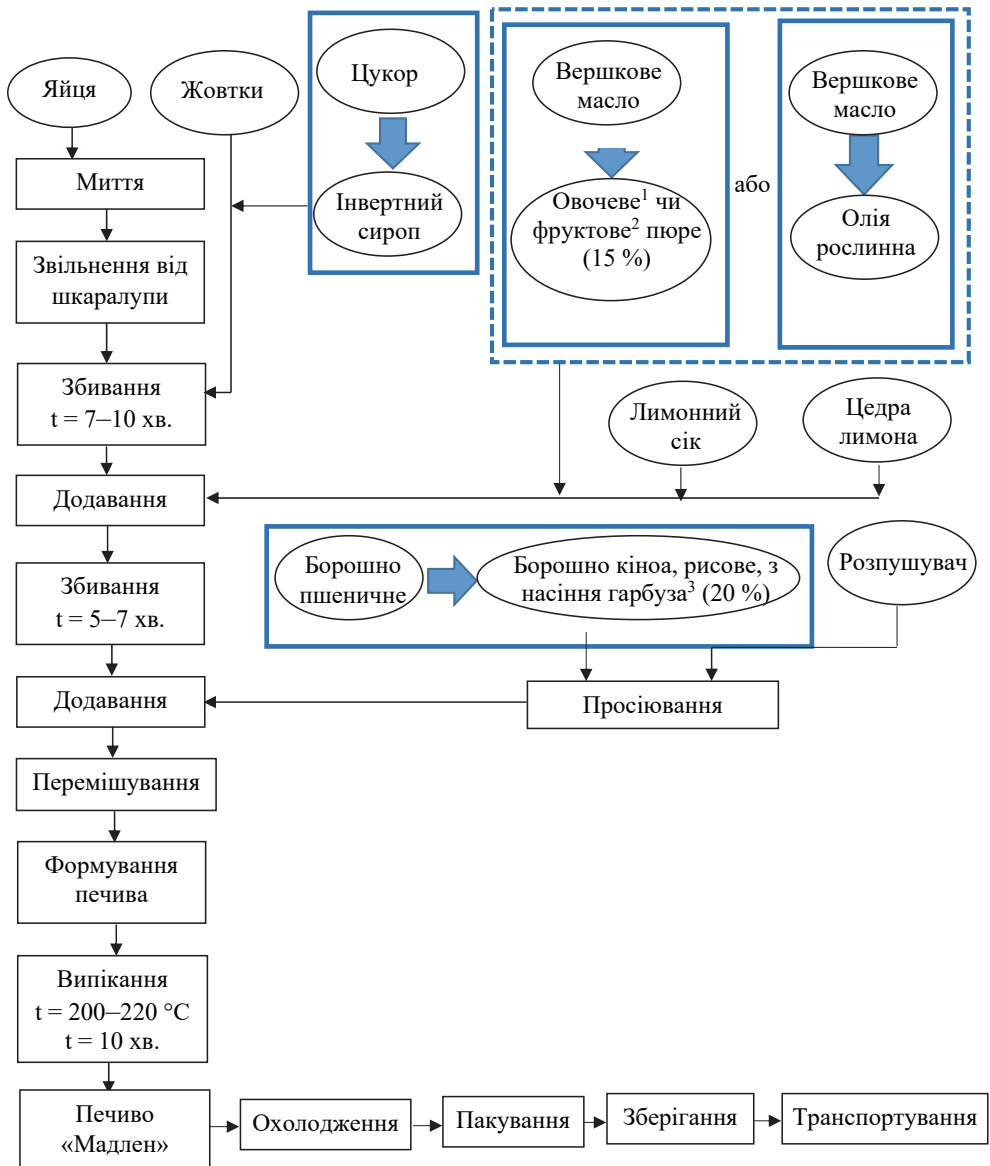 Яйця
Жовтки
Цукор
Інвертний
сироп
Вершкове
масло
Овочеве¹ чи
фруктове² пюре
(15 %)
або
Вершкове
масло
Олія
рослинна
Миття
Звільнення від
шкаралупи
Збивання
t = 7–10 хв.
Лимонний
сік
Цедра
лимона
Додавання
Борошно
пшеничне
Борошно кіноа, рисове, з
насіння гарбуза³ (20 %)
Розпушувач
Збивання
t = 5–7 хв.
Додавання
Просіювання
Перемішування
Формування
печива
Випікання
t = 200–220 °C
t = 10 хв.
Печиво
«Мадлен»
Охолодження
Пакування
Зберігання
Транспортування